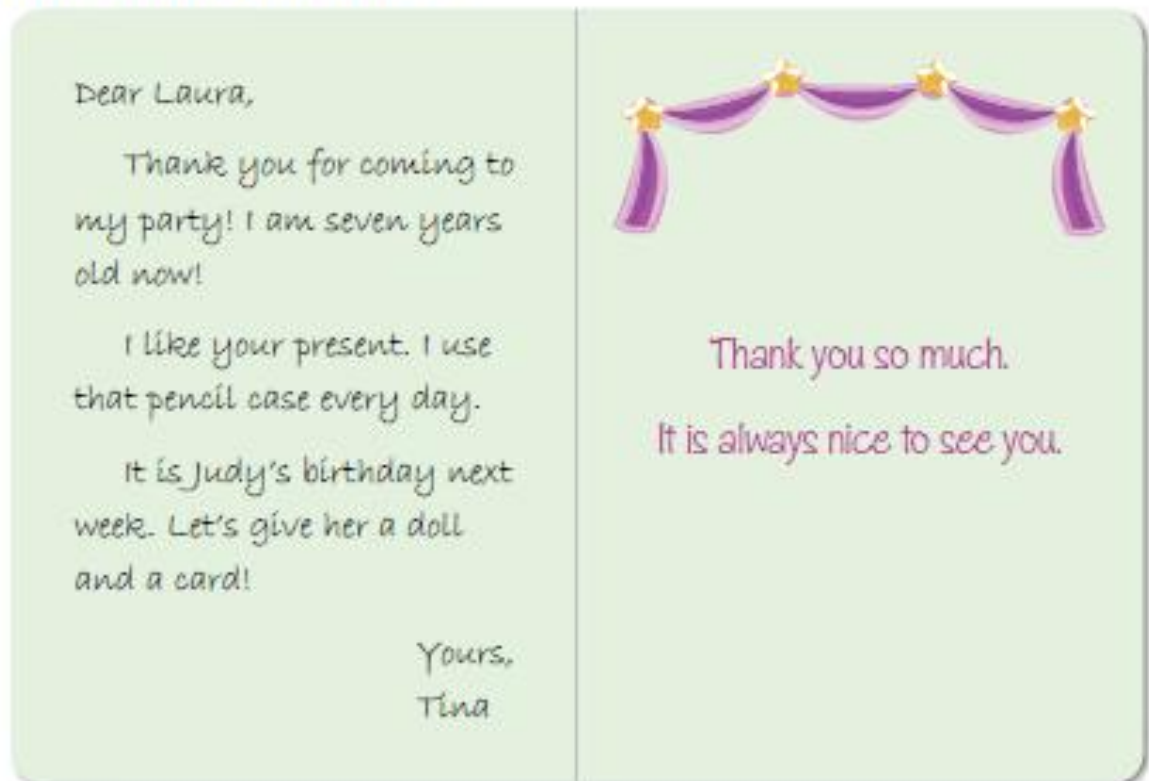 Dear Laura,
Thank you for coming to
my party! I am seven years
old now!
I like your present. I use
that pencil case every day.
It is Judy's birthday next
week. Let's give her a doll
and a card!
Yours,
Tina
Thank you so much.
It is always nice to see you.